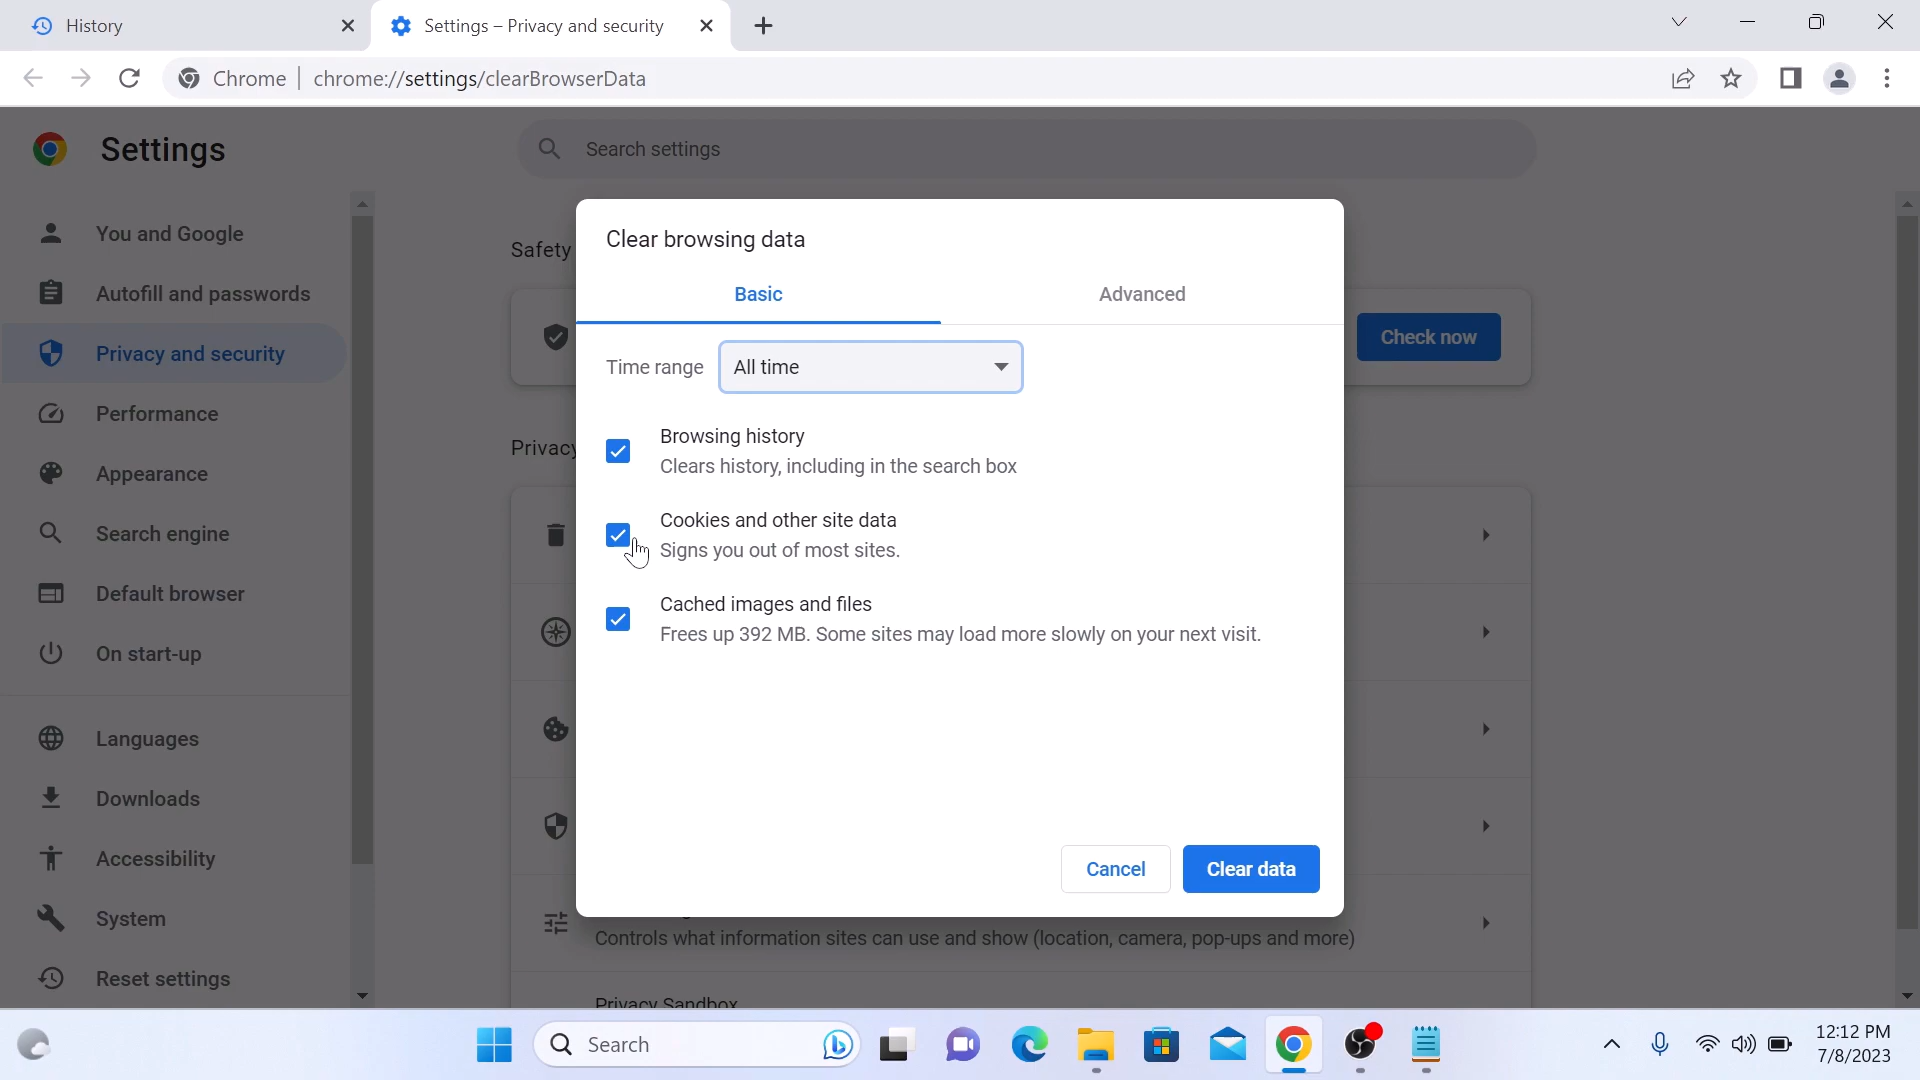 History
Settings – Privacy and security
Chrome
chrome://settings/clearBrowserData
Settings
Search settings
You and Google
Autofill and passwords
Privacy and security
Performance
Appearance
Search engine
Default browser
On start-up
Languages
Downloads
Accessibility
System
Reset settings
Safety
Check now
Privacy
Clear browsing data
Basic
Advanced
Time range
All time
Browsing history
Clears history, including in the search box
Cookies and other site data
Signs you out of most sites.
Cached images and files
Frees up 392 MB. Some sites may load more slowly on your next visit.
Cancel
Clear data
Controls what information sites can use and show (location, camera, pop-ups and more)
Privacy Sandbox
Search
12:12 PM
7/8/2023